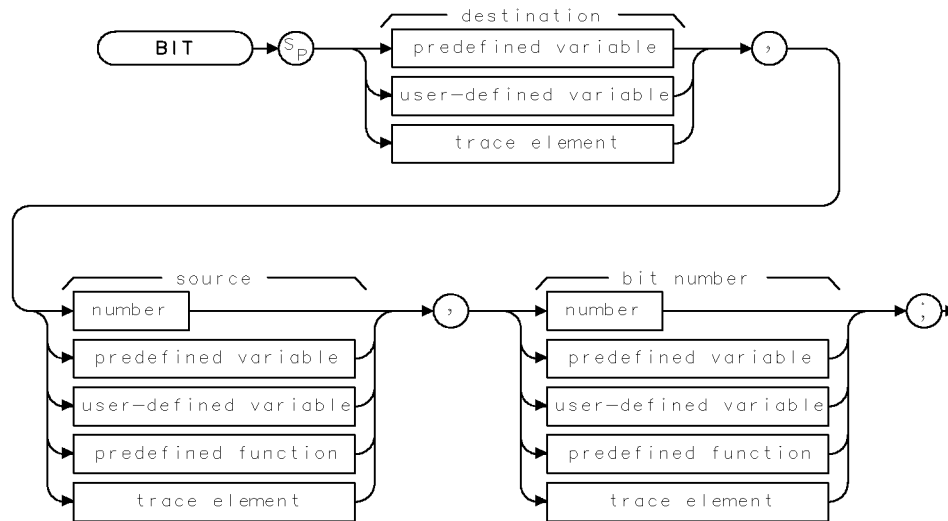 destination
BIT SP predefined variable ,
user-defined variable
trace element
source bit number
number , number ;
predefined variable predefined variable
user-defined variable user-defined variable
predefined function predefined function
trace element trace element